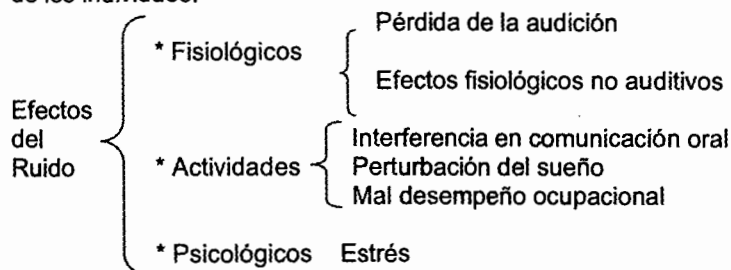 de los individuos.
Pérdida de la audición
* Fisiológicos
Efectos fisiológicos no auditivos
Efectos
del
Ruido
Interferencia en comunicación oral
* Actividades
Perturbación del sueño
Mal desempeño ocupacional
* Psicológicos Estrés